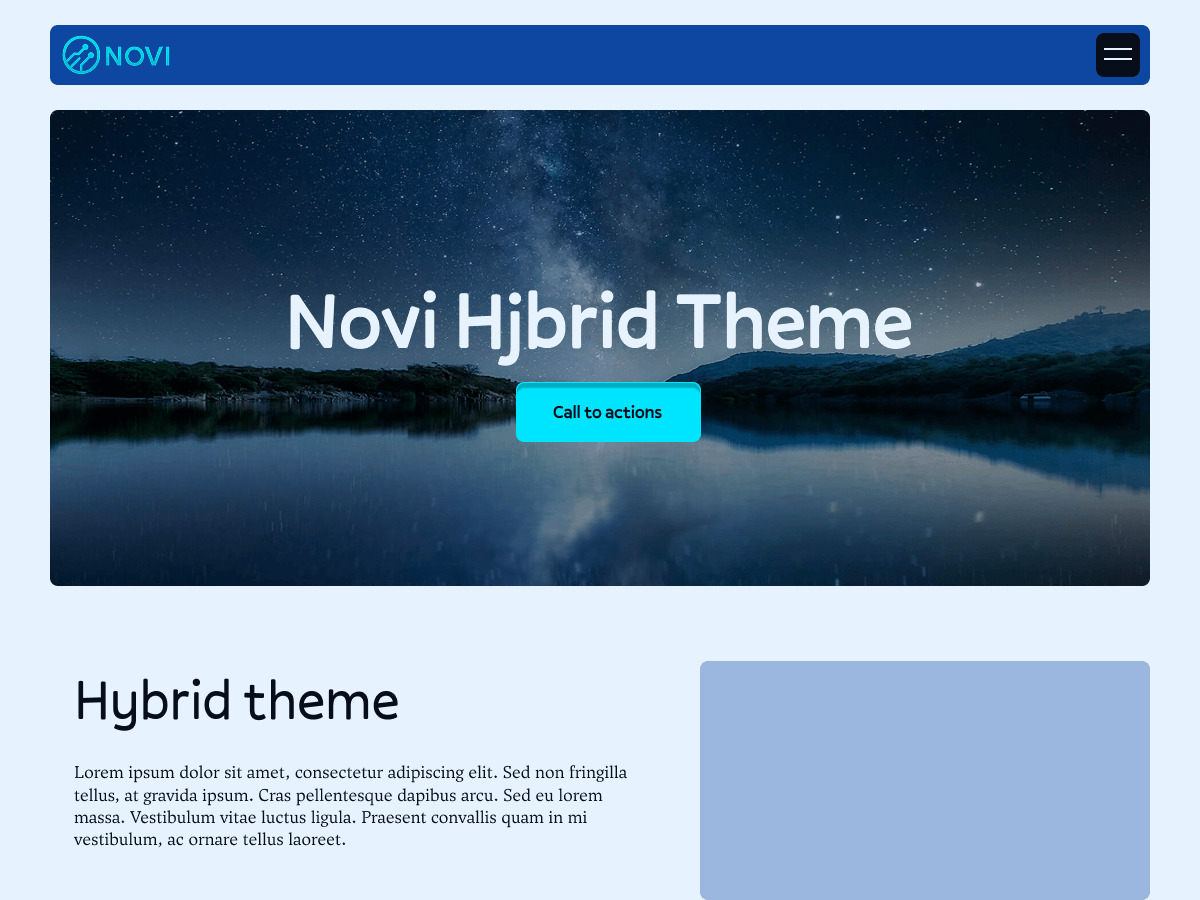 NOVI
Novi Hjbrid Theme
Call to actions
Hybrid theme
Lorem ipsum dolor sit amet, consectetur adipiscing elit. Sed non fringilla
tellus, at gravida ipsum. Cras pellentesque dapibus arcu. Sed eu lorem
massa. Vestibulum vitae luctus ligula. Praesent convallis quam in mi
vestibulum, ac ornare tellus laoreet.